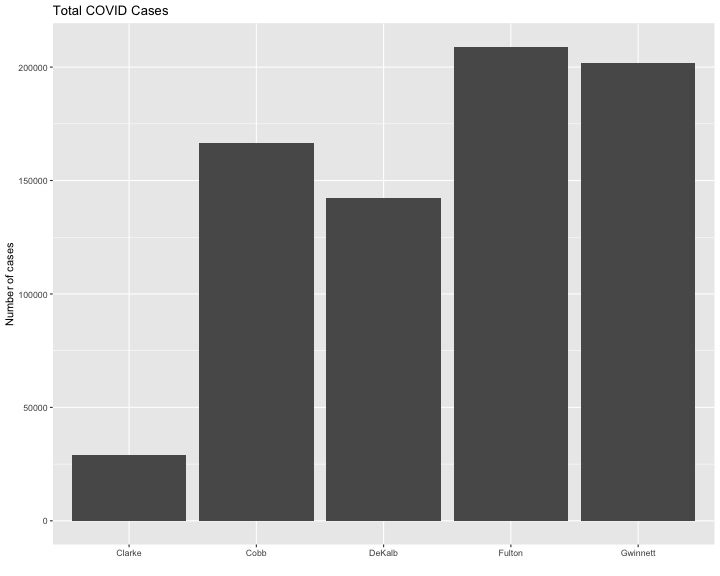 Total COVID Cases
Number of cases
200000
150000
100000
50000
0
Clarke Cobb DeKalb Fulton Gwinnett